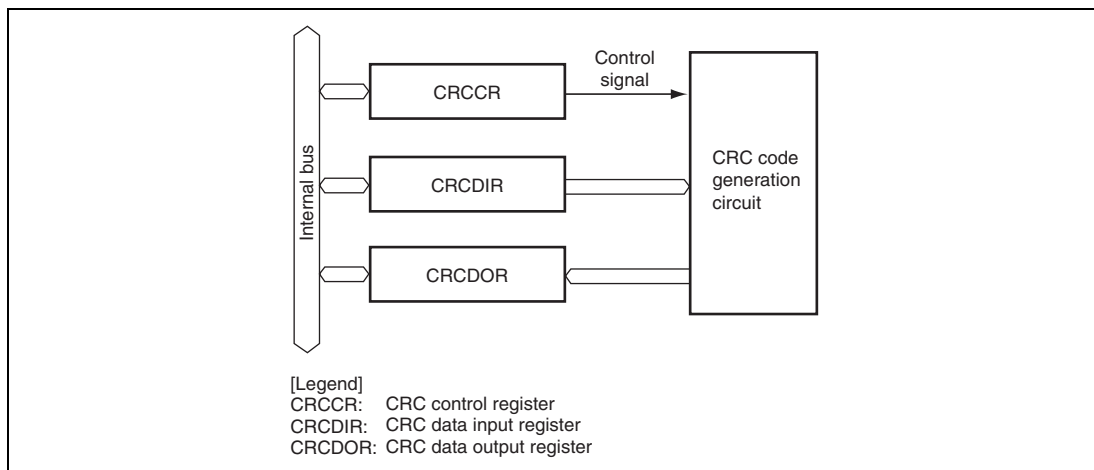 Internal bus
CRCCR
Control
signal
CRCDIR
CRCDOR
CRC code
generation
circuit
[Legend]
CRCCR: CRC control register
CRCDIR: CRC data input register
CRCDOR: CRC data output register